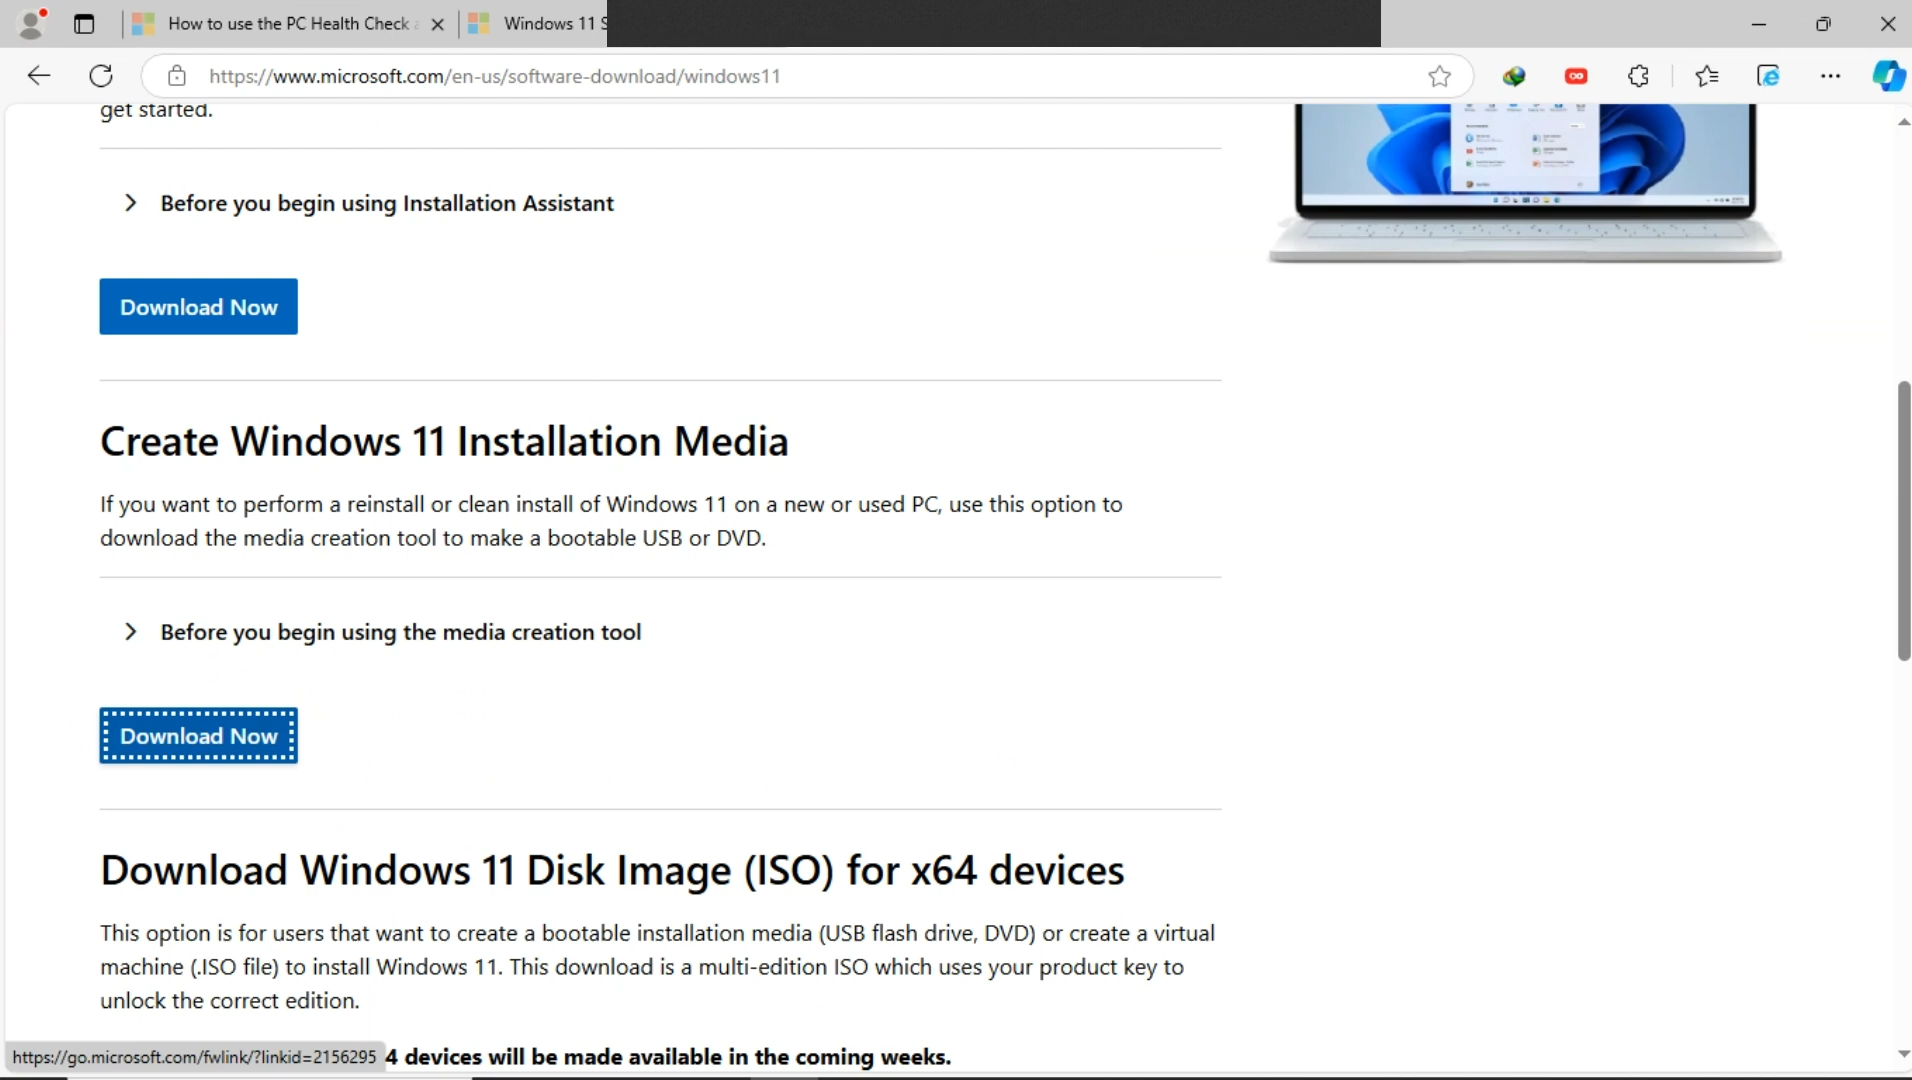 How to use the PC Health Check
Windows 11 S
https://www.microsoft.com/en-us/software-download/windows11
get started.
Before you begin using Installation Assistant
Download Now
Create Windows 11 Installation Media
If you want to perform a reinstall or clean install of Windows 11 on a new or used PC, use this option to
download the media creation tool to make a bootable USB or DVD.
Before you begin using the media creation tool
Download Now
Download Windows 11 Disk Image (ISO) for x64 devices
This option is for users that want to create a bootable installation media (USB flash drive, DVD) or create a virtual
machine (.ISO file) to install Windows 11. This download is a multi-edition ISO which uses your product key to
unlock the correct edition.
https://go.microsoft.com/fwlink/?linkid=2156295 4 devices will be made available in the coming weeks.